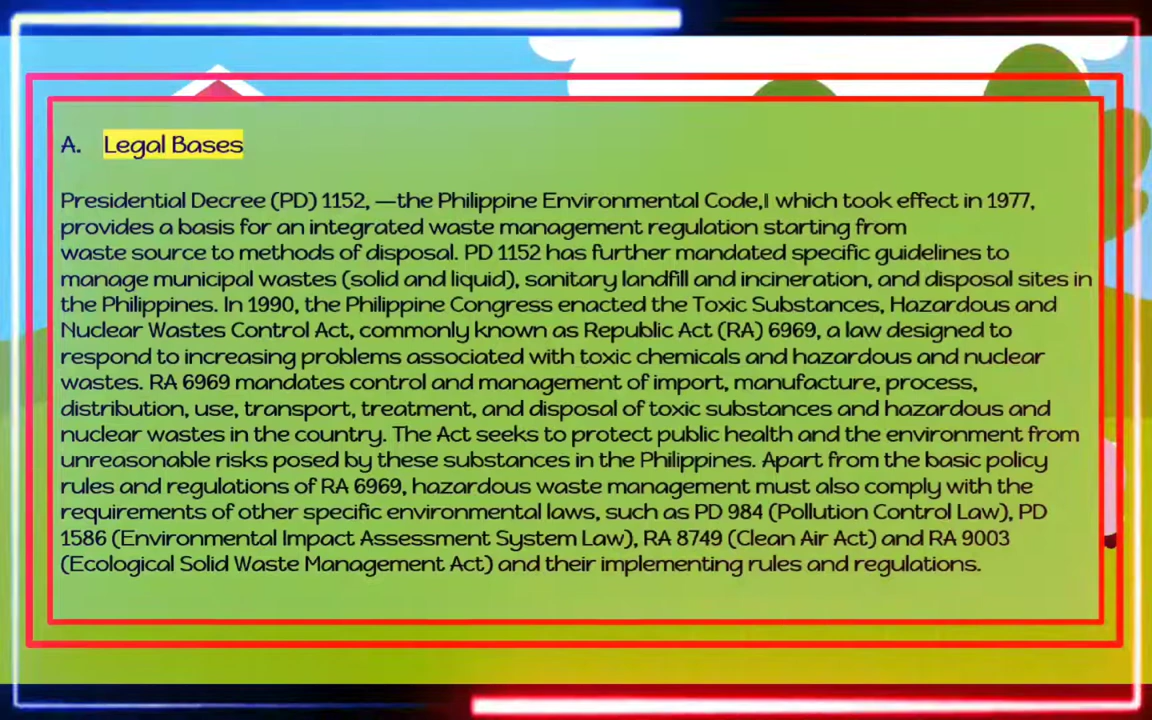 A. Legal Bases
Presidential Decree (PD) 1152, ―the Philippine Environmental Code,‖ which took effect in 1977,
provides a basis for an integrated waste management regulation starting from
waste source to methods of disposal. PD 1152 has further mandated specific guidelines to
manage municipal wastes (solid and liquid), sanitary landfill and incineration, and disposal sites in
the Philippines. In 1990, the Philippine Congress enacted the Toxic Substances, Hazardous and
Nuclear Wastes Control Act, commonly known as Republic Act (RA) 6969, a law designed to
respond to increasing problems associated with toxic chemicals and hazardous and nuclear
wastes. RA 6969 mandates control and management of import, manufacture, process,
distribution, use, transport, treatment, and disposal of toxic substances and hazardous and
nuclear wastes in the country. The Act seeks to protect public health and the environment from
unreasonable risks posed by these substances in the Philippines. Apart from the basic policy
rules and regulations of RA 6969, hazardous waste management must also comply with the
requirements of other specific environmental laws, such as PD 984 (Pollution Control Law), PD
1586 (Environmental Impact Assessment System Law), RA 8749 (Clean Air Act) and RA 9003
(Ecological Solid Waste Management Act) and their implementing rules and regulations.